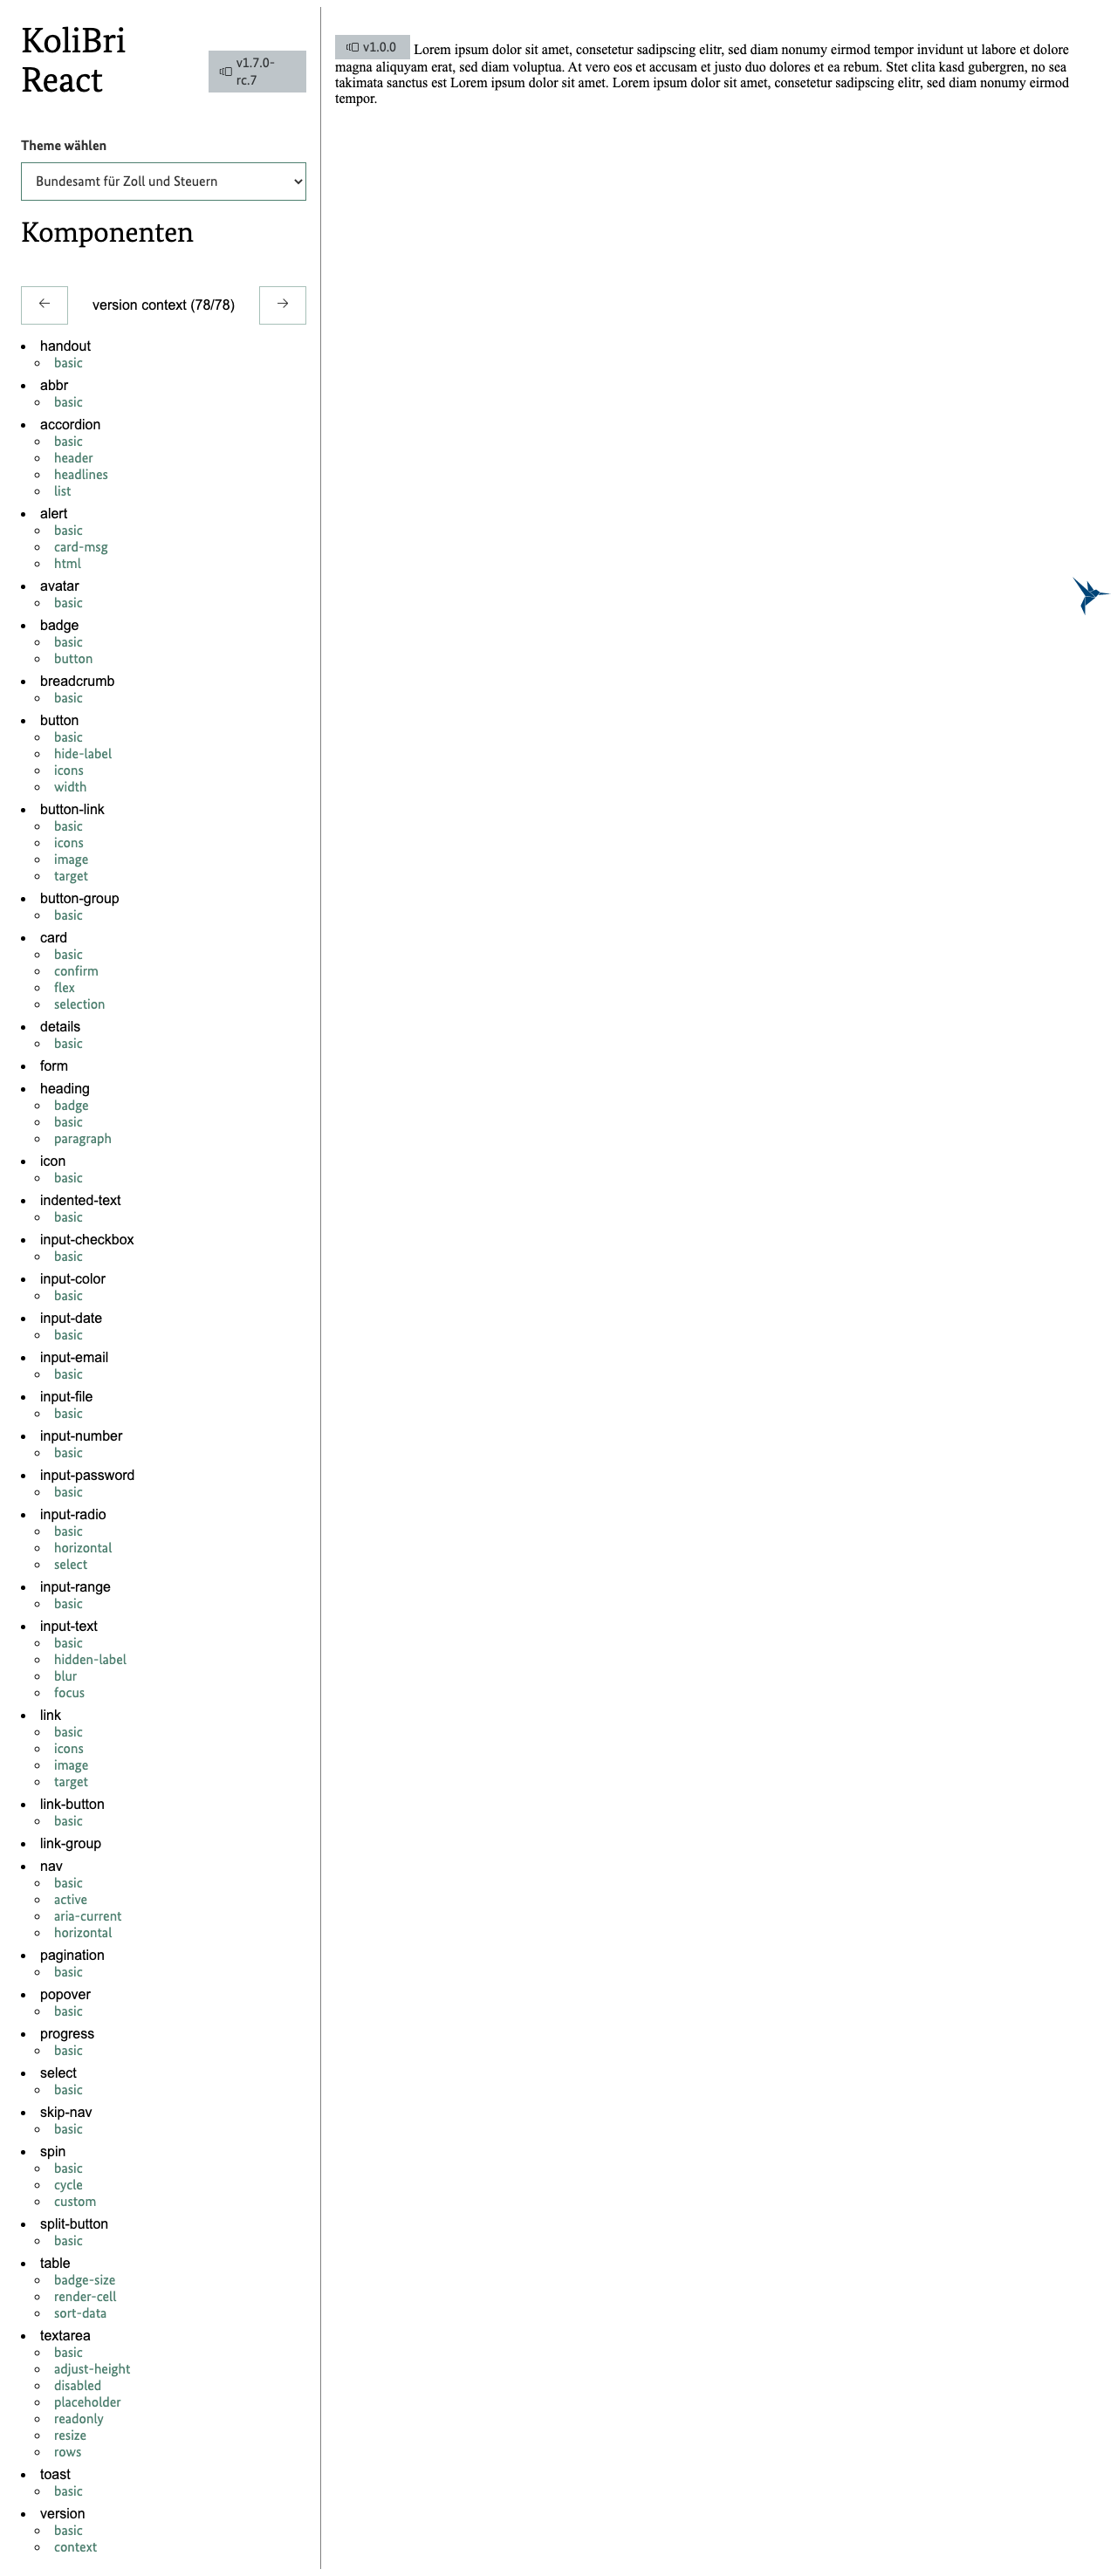 KoliBri
React
v1.7.0-
rc.7
Theme wählen
Bundesamt für Zoll und Steuern
Komponenten
← version context (78/78) →
handout
basic
abbr
basic
accordion
basic
header
headlines
list
alert
basic
card-msg
html
avatar
basic
badge
basic
button
breadcrumb
basic
button
basic
hide-label
icons
width
button-link
basic
icons
image
target
button-group
basic
card
basic
confirm
flex
selection
details
basic
form
heading
badge
basic
paragraph
icon
basic
indented-text
basic
input-checkbox
basic
input-color
basic
input-date
basic
input-email
basic
input-file
basic
input-number
basic
input-password
basic
input-radio
basic
horizontal
select
input-range
basic
input-text
basic
hidden-label
blur
focus
link
basic
icons
image
target
link-button
basic
link-group
nav
basic
active
aria-current
horizontal
pagination
basic
popover
basic
progress
basic
select
basic
skip-nav
basic
spin
basic
cycle
custom
split-button
basic
table
badge-size
render-cell
sort-data
textarea
basic
adjust-height
disabled
placeholder
readonly
resize
rows
toast
basic
version
basic
context
v1.0.0 Lorem ipsum dolor sit amet, consetetur sadipscing elitr, sed diam nonumy eirmod tempor invidunt ut labore et dolore
magna aliquyam erat, sed diam voluptua. At vero eos et accusam et justo duo dolores et ea rebum. Stet clita kasd gubergren, no sea
takimata sanctus est Lorem ipsum dolor sit amet. Lorem ipsum dolor sit amet, consetetur sadipscing elitr, sed diam nonumy eirmod
tempor.